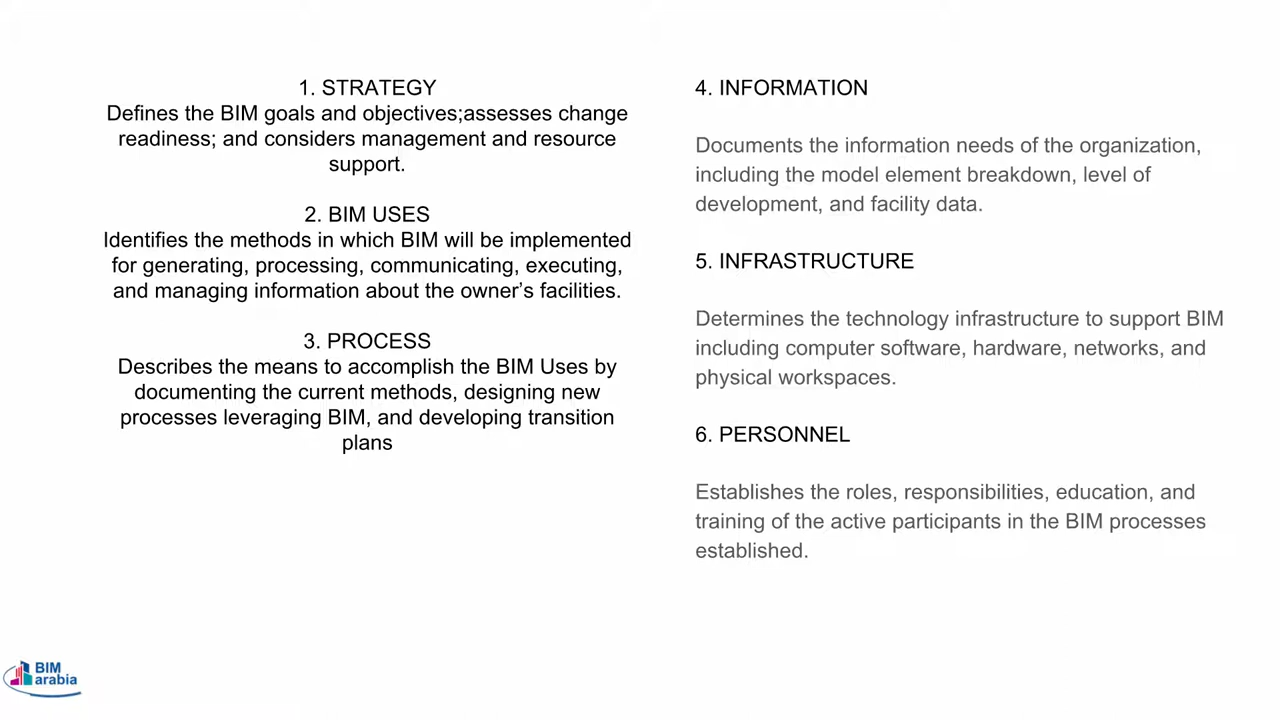 1. STRATEGY
Defines the BIM goals and objectives;assesses change
readiness; and considers management and resource
support.
2. BIM USES
Identifies the methods in which BIM will be implemented
for generating, processing, communicating, executing,
and managing information about the owner’s facilities.
3. PROCESS
Describes the means to accomplish the BIM Uses by
documenting the current methods, designing new
processes leveraging BIM, and developing transition
plans
4. INFORMATION
Documents the information needs of the organization,
including the model element breakdown, level of
development, and facility data.
5. INFRASTRUCTURE
Determines the technology infrastructure to support BIM
including computer software, hardware, networks, and
physical workspaces.
6. PERSONNEL
Establishes the roles, responsibilities, education, and
training of the active participants in the BIM processes
established.
BIM
arabia